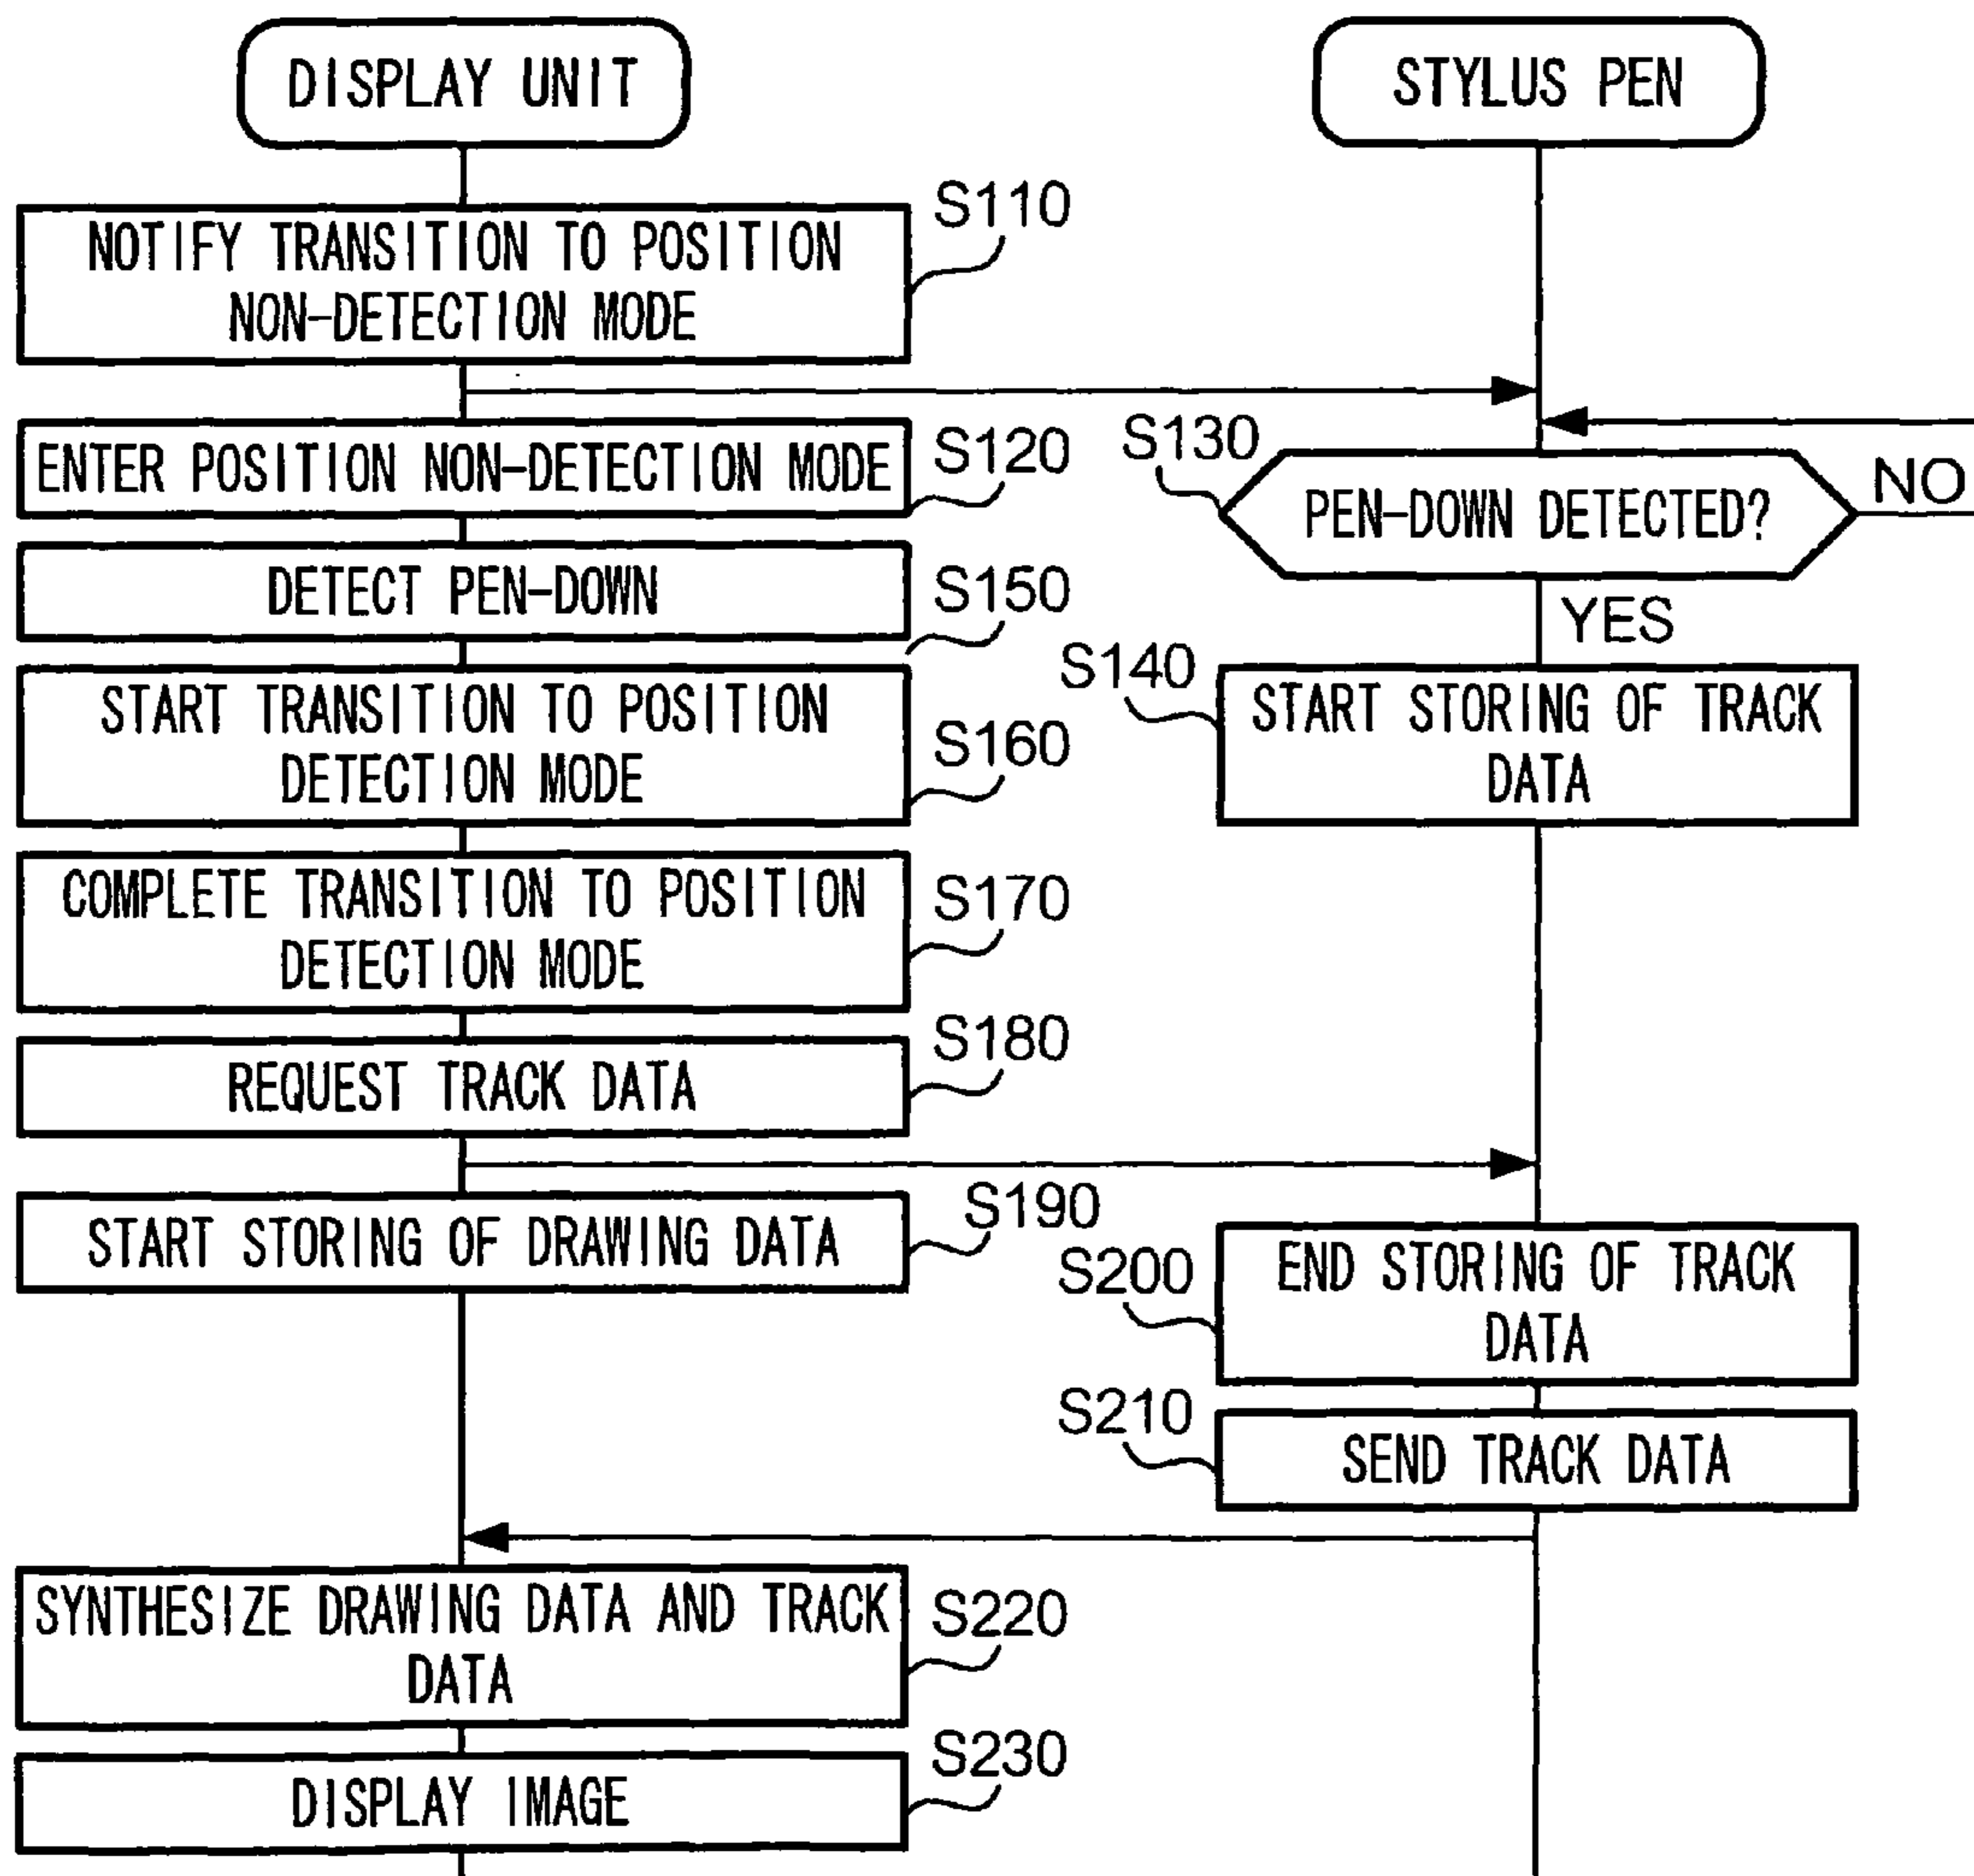 DISPLAY UNIT
STYLUS PEN
S110
NOTIFY TRANSITION TO POSITION
NON-DETECTION MODE
S120
ENTER POSITION NON-DETECTION MODE
S130
PEN-DOWN DETECTED?
NO
YES
DETECT PEN-DOWN
S150
S140
START STORING OF TRACK
DATA
START TRANSITION TO POSITION
DETECTION MODE
S160
COMPLETE TRANSITION TO POSITION
DETECTION MODE
S170
REQUEST TRACK DATA
S180
START STORING OF DRAWING DATA
S190
S200
END STORING OF TRACK
DATA
S210
SEND TRACK DATA
SYNTHESIZE DRAWING DATA AND TRACK
DATA
S220
DISPLAY IMAGE
S230